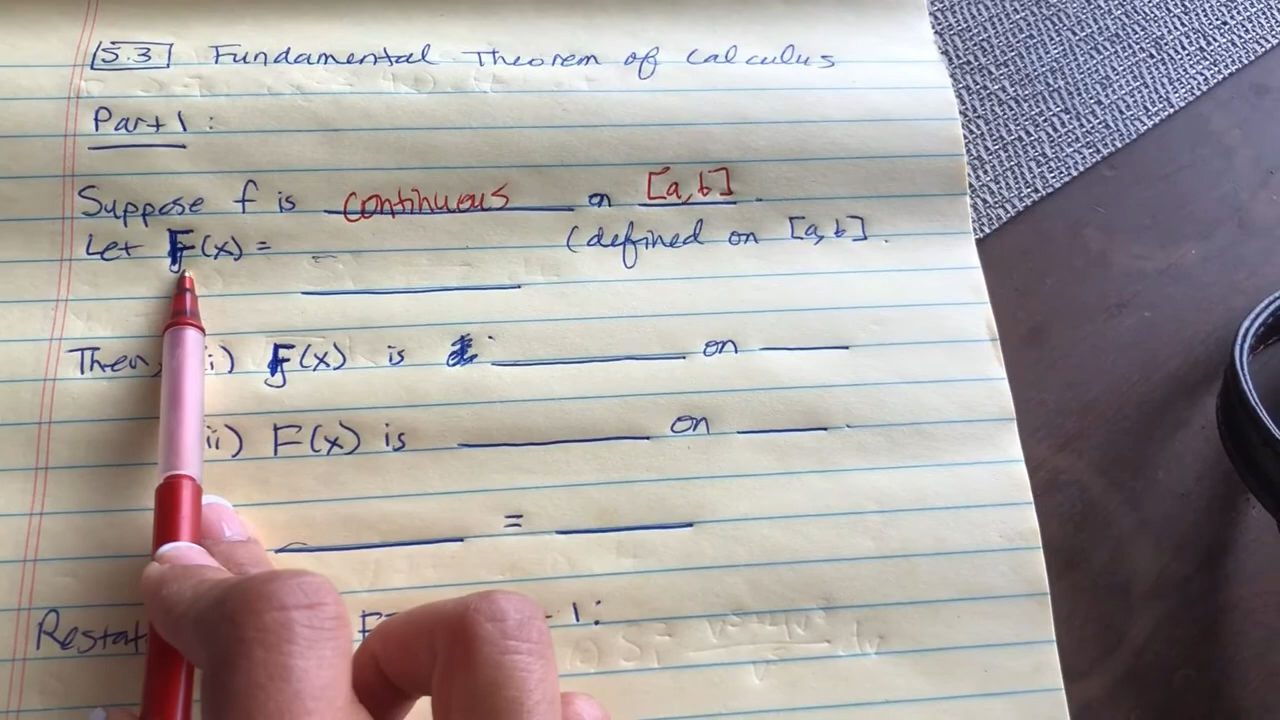 5.3 Fundamental Theorem of Calculus
Part 1:
Suppose f is continuous on [a,b].
Let F(x) = (defined on [a,b].
Then, i) F(x) is on
ii) F(x) is on
=
1: